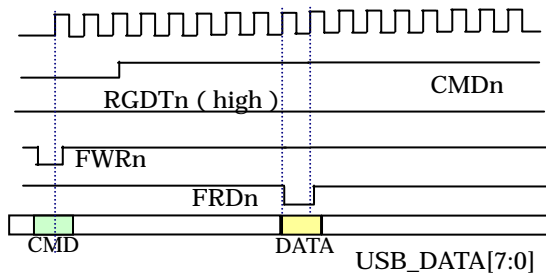 CMDn
RGDTn ( high )
FWRn
FRDn
CMD
DATA
USB_DATA[7:0]